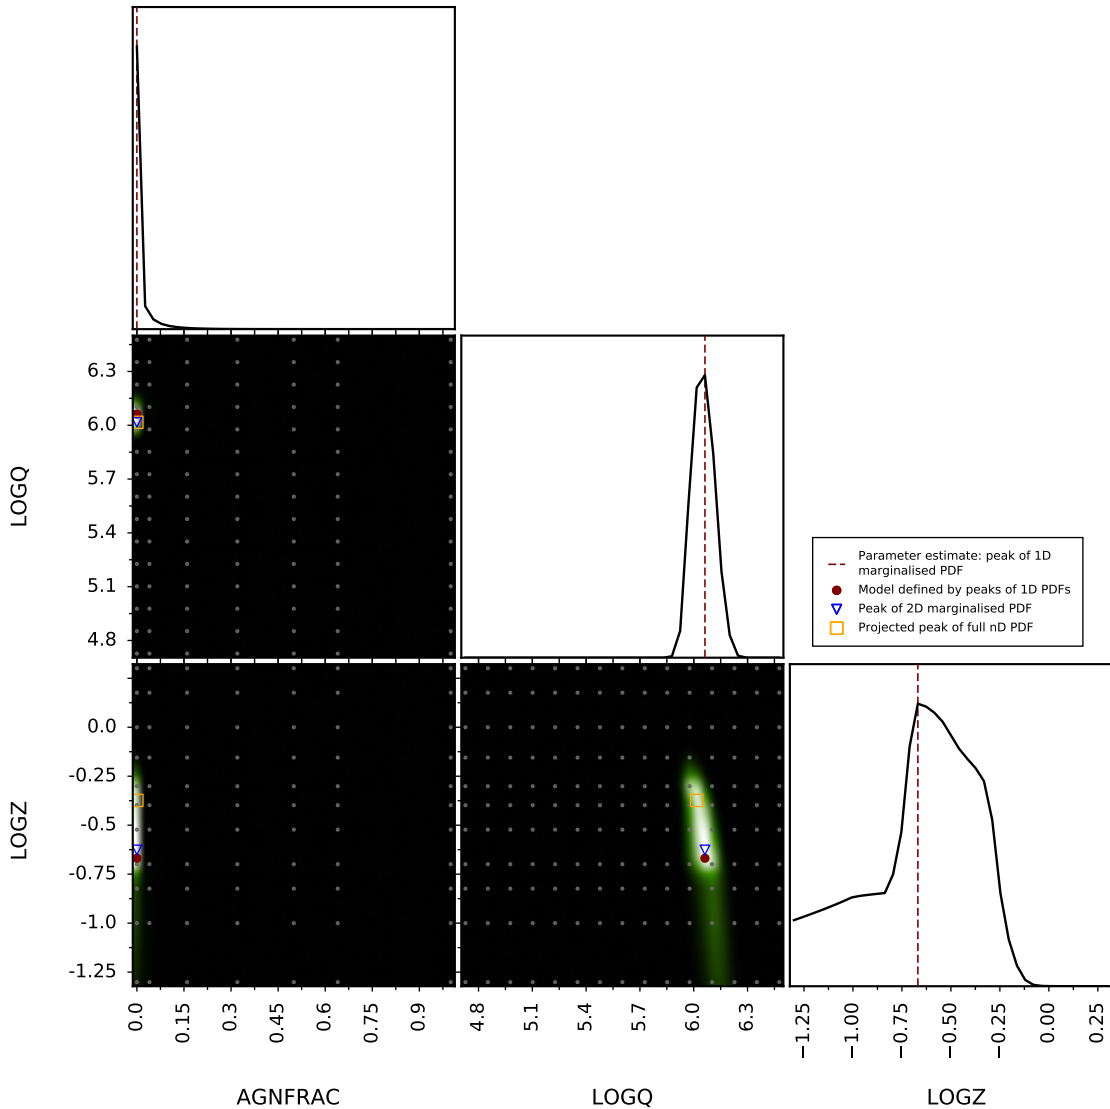 6.3
6.0
5.7
5.4
5.1
4.8
LOGQ
Parameter estimate: peak of 1D
marginalised PDF
Model defined by peaks of 1D PDFs
Peak of 2D marginalised PDF
Projected peak of full nD PDF
0.0
-0.25
-0.5
-0.75
-1.0
-1.25
LOGZ
0.0 0.15 0.3 0.45 0.6 0.75 0.9
4.8 5.1 5.4 5.7 6.0 6.3
−1.25 −1.00 −0.75 −0.50 −0.25 0.00 0.25
AGNFRAC LOGQ LOGZ